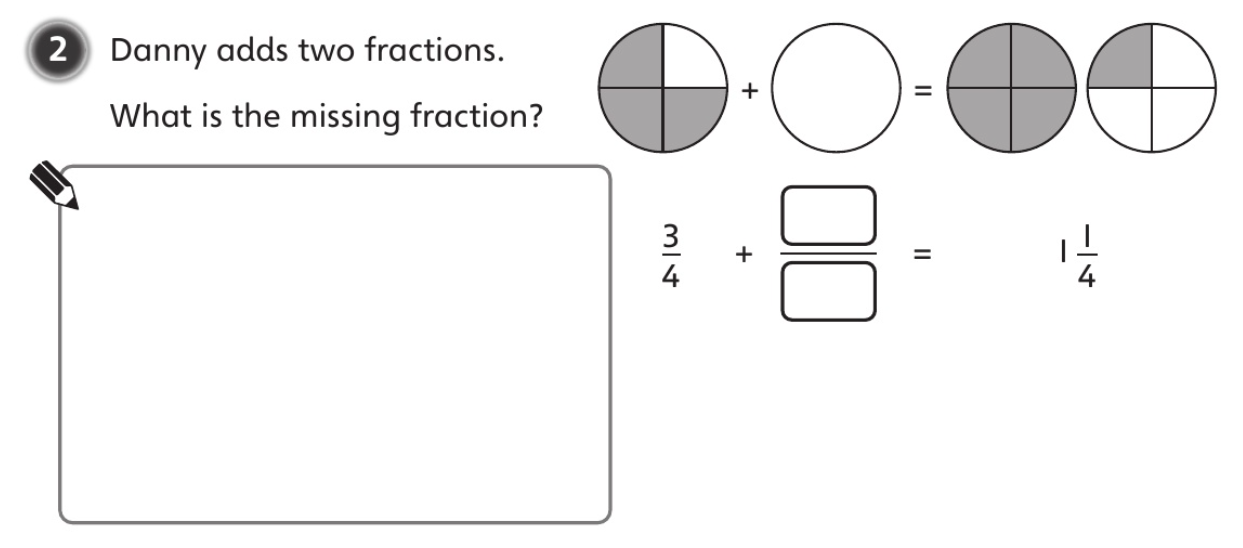 2 Danny adds two fractions.
What is the missing fraction?
+ =
3/4 + = 1 1/4